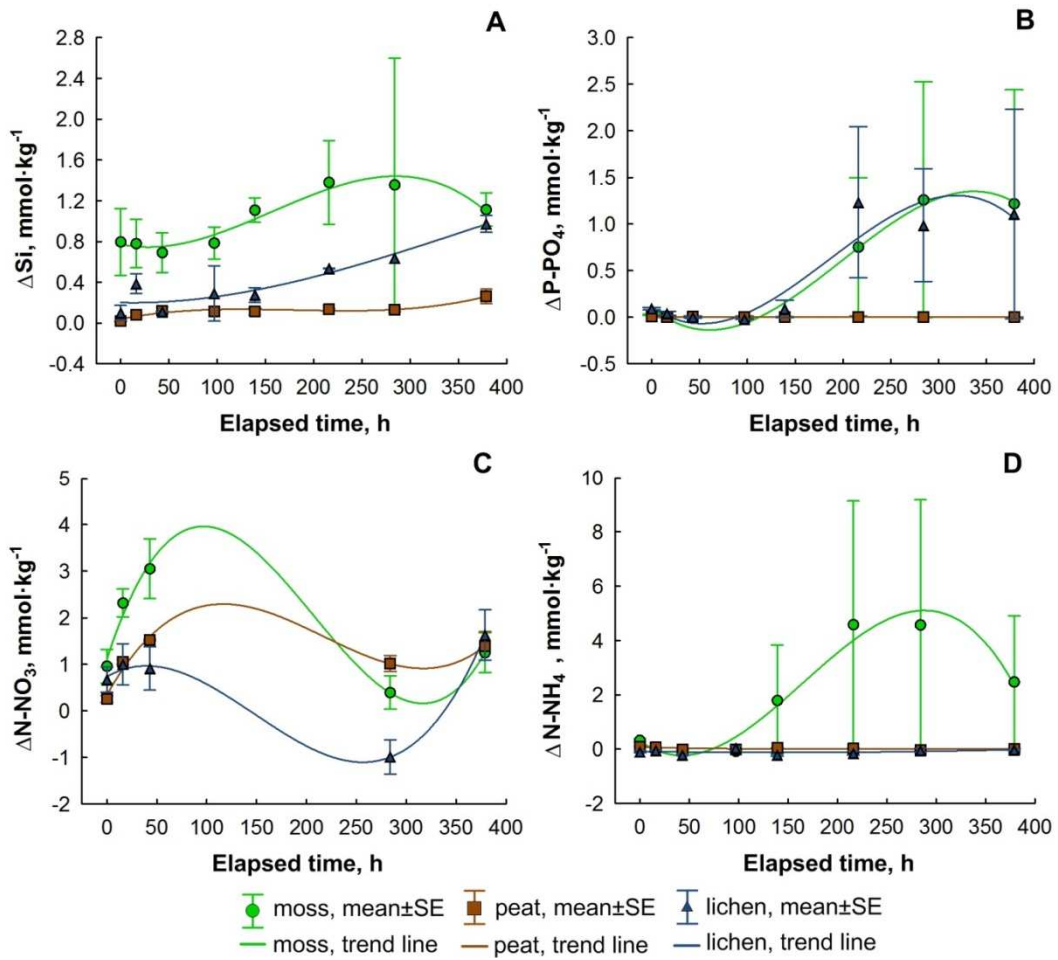 A
2.8
2.4
2.0
1.6
1.2
0.8
0.4
0.0
-0.4
ΔSi, mmol·kg⁻¹
0 50 100 150 200 250 300 350 400
Elapsed time, h
B
3.0
2.5
2.0
1.5
1.0
0.5
0.0
-0.5
ΔP-PO₄, mmol·kg⁻¹
0 50 100 150 200 250 300 350 400
Elapsed time, h
C
5
4
3
2
1
0
-1
-2
ΔN-NO₃, mmol·kg⁻¹
0 50 100 150 200 250 300 350 400
Elapsed time, h
D
10
8
6
4
2
0
-2
Δ N-NH₄ , mmol·kg⁻¹
0 50 100 150 200 250 300 350 400
Elapsed time, h
moss, mean±SE peat, mean±SE lichen, mean±SE
moss, trend line peat, trend line lichen, trend line